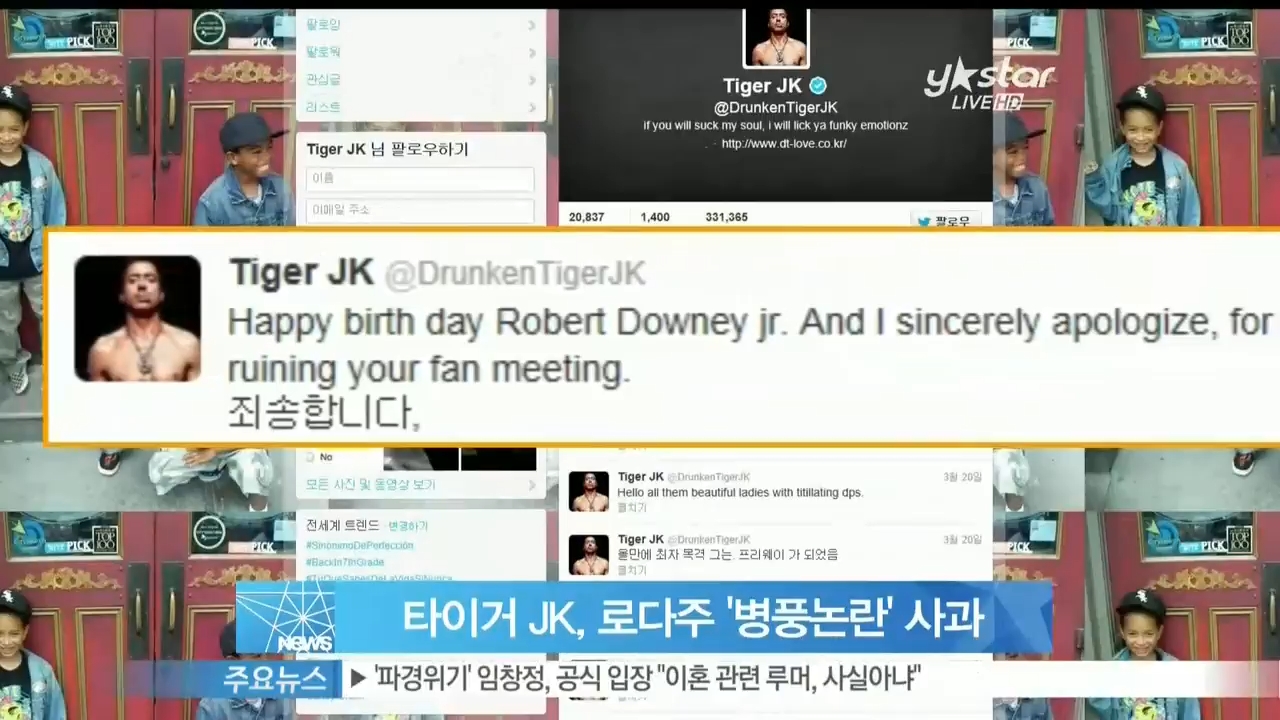 팔로잉
팔로워
관심글
리스트
Tiger JK 님 팔로우하기
이름
이메일 주소
Tiger JK
@DrunkenTigerJK
if you will suck my soul, i will lick ya funky emotionz
http://www.dt-love.co.kr/
20,837 1,400 331,365
팔로우
y★star
LIVE HD
PICK
TOP 100
Tiger JK @DrunkenTigerJK
Happy birth day Robert Downey jr. And I sincerely apologize, for
ruining your fan meeting.
죄송합니다,
No
모든 사진 및 동영상 보기
전세계 트렌드 · 변경하기
#SinonimoDePerfección
#BackIn7thGrade
#TúQueSabesDeLaVidaSiNunca
Tiger JK @DrunkenTigerJK 3월 20일
Hello all them beautiful ladies with titillating dps.
펼치기
Tiger JK @DrunkenTigerJK 3월 20일
올만에 최자 목격 그는. 프리웨이 가 되었음
펼치기
NEWS
타이거 JK, 로다주 '병풍논란' 사과
주요뉴스 ▶ '파경위기' 임창정, 공식 입장 "이혼 관련 루머, 사실아냐"